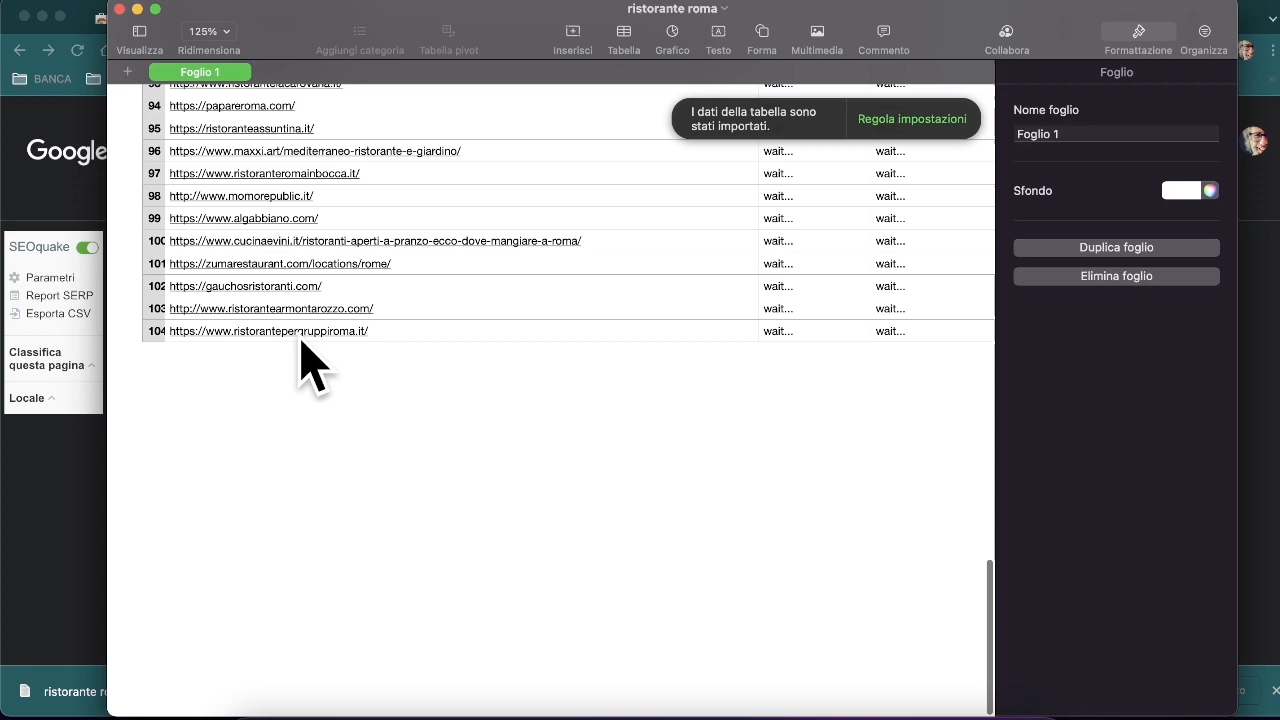 ristorante roma
125%
Visualizza
Ridimensiona
Aggiungi categoria
Tabella pivot
Inserisci
Tabella
Grafico
Testo
Forma
Multimedia
Commento
Collabora
Formattazione
Organizza
BANCA
Foglio 1
Foglio
93 http://www.ristorantelacarovana.it/
94 https://papareroma.com/
95 https://ristoranteassuntina.it/
96 https://www.maxxi.art/mediterraneo-ristorante-e-giardino/ wait... wait...
97 https://www.ristoranteromainbocca.it/ wait... wait...
98 http://www.momorepublic.it/ wait... wait...
99 https://www.algabbiano.com/ wait... wait...
100 https://www.cucinaevini.it/ristoranti-aperti-a-pranzo-ecco-dove-mangiare-a-roma/ wait... wait...
101 https://zumarestaurant.com/locations/rome/ wait... wait...
102 https://gauchosristoranti.com/ wait... wait...
103 http://www.ristorantearmontarozzo.com/ wait... wait...
104 https://www.ristorantepergruppiroma.it/ wait... wait...
I dati della tabella sono
stati importati.
Regola impostazioni
Nome foglio
Foglio 1
Sfondo
Duplica foglio
Elimina foglio
Google
SEOquake
Parametri
Report SERP
Esporta CSV
Classifica
questa pagina
Locale
ristorante ro